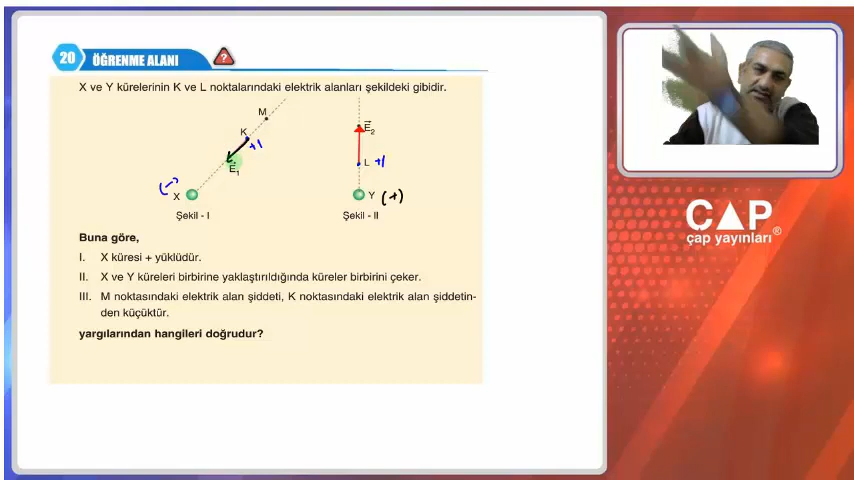 20 ÖĞRENME ALANI ?
X ve Y kürelerinin K ve L noktalarındaki elektrik alanları şekildeki gibidir.
M
K
+1
E₁
(-)
X
Şekil - I
E₂
L +1
Y (+)
Şekil - II
Buna göre,
I. X küresi + yüklüdür.
II. X ve Y küreleri birbirine yaklaştırıldığında küreler birbirini çeker.
III. M noktasındaki elektrik alan şiddeti, K noktasındaki elektrik alan şiddetin-
den küçüktür.
yargılarından hangileri doğrudur?
ÇAP
çap yayınları®